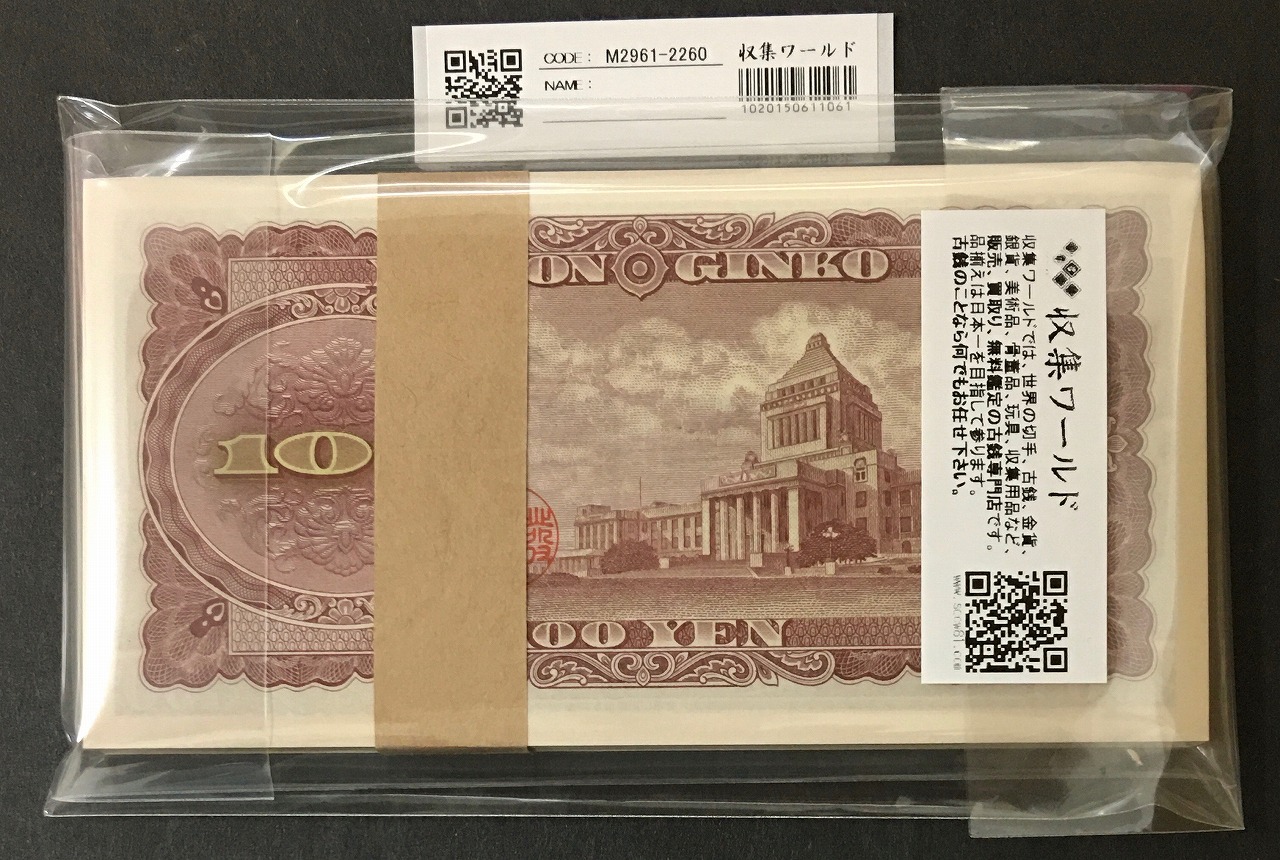 CODE: M2961-2260
収集ワールド
NAME:
1020150611061
ON GINKO
10
00 YEN
収集ワールド
収集ワールドでは、世界の切手、古銭、金貨、
銀貨、美術品、骨董品、玩具、収集用品など、
販売、買取り、無料鑑定の古銭専門店です。
品揃えは日本一を目指して参ります。
古銭のことなら何でもお任せ下さい。